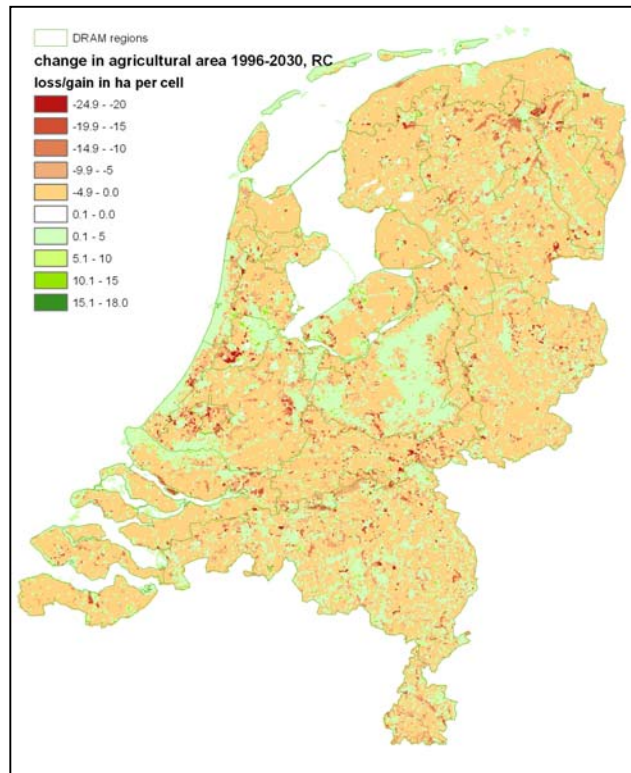 DRAM regions
change in agricultural area 1996-2030, RC
loss/gain in ha per cell
-24.9 - -20
-19.9 - -15
-14.9 - -10
-9.9 - -5
-4.9 - 0.0
0.1 - 0.0
0.1 - 5
5.1 - 10
10.1 - 15
15.1 - 18.0